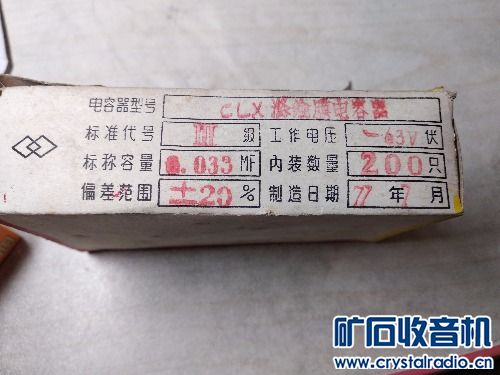 电容器型号 CLX 涤纶膜电容器
标准代号 III 级 工作电压 -63V 伏
标称容量 0.033 MF 内装数量 200 只
偏差范围 ±20 % 制造日期 77 年 7 月
矿石收音机
www.crystalradio.cn